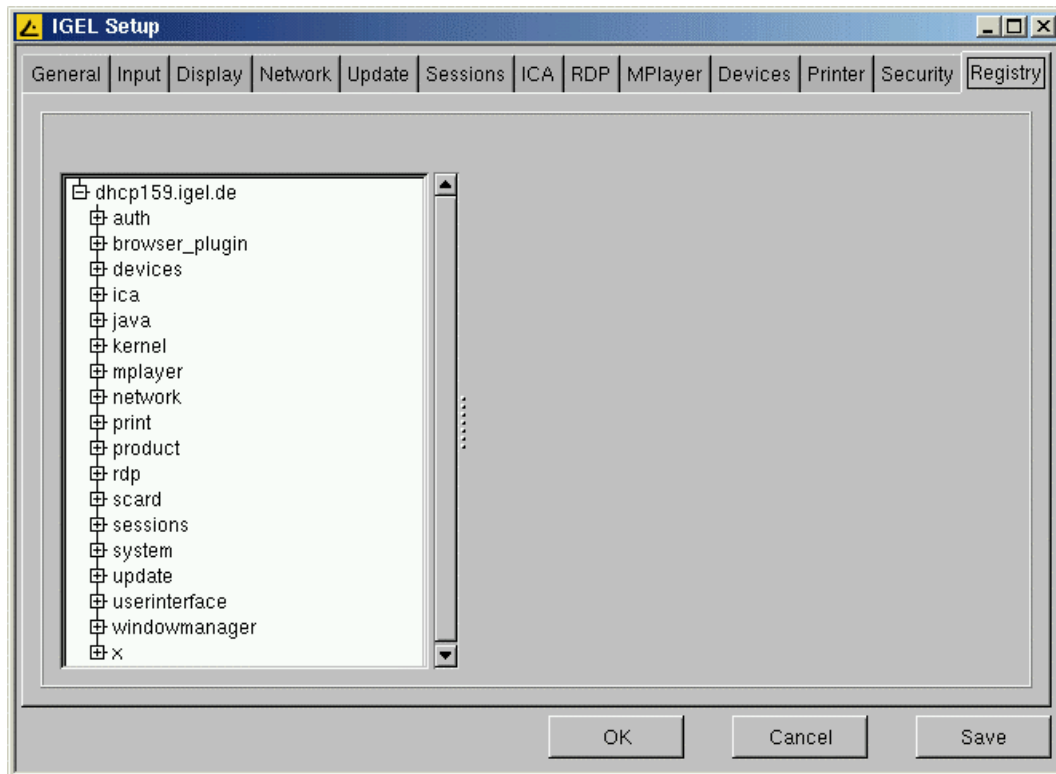 IGEL Setup
General Input Display Network Update Sessions ICA RDP MPlayer Devices Printer Security Registry
dhcp159.igel.de
auth
browser_plugin
devices
ica
java
kernel
mplayer
network
print
product
rdp
scard
sessions
system
update
userinterface
windowmanager
x
OK Cancel Save